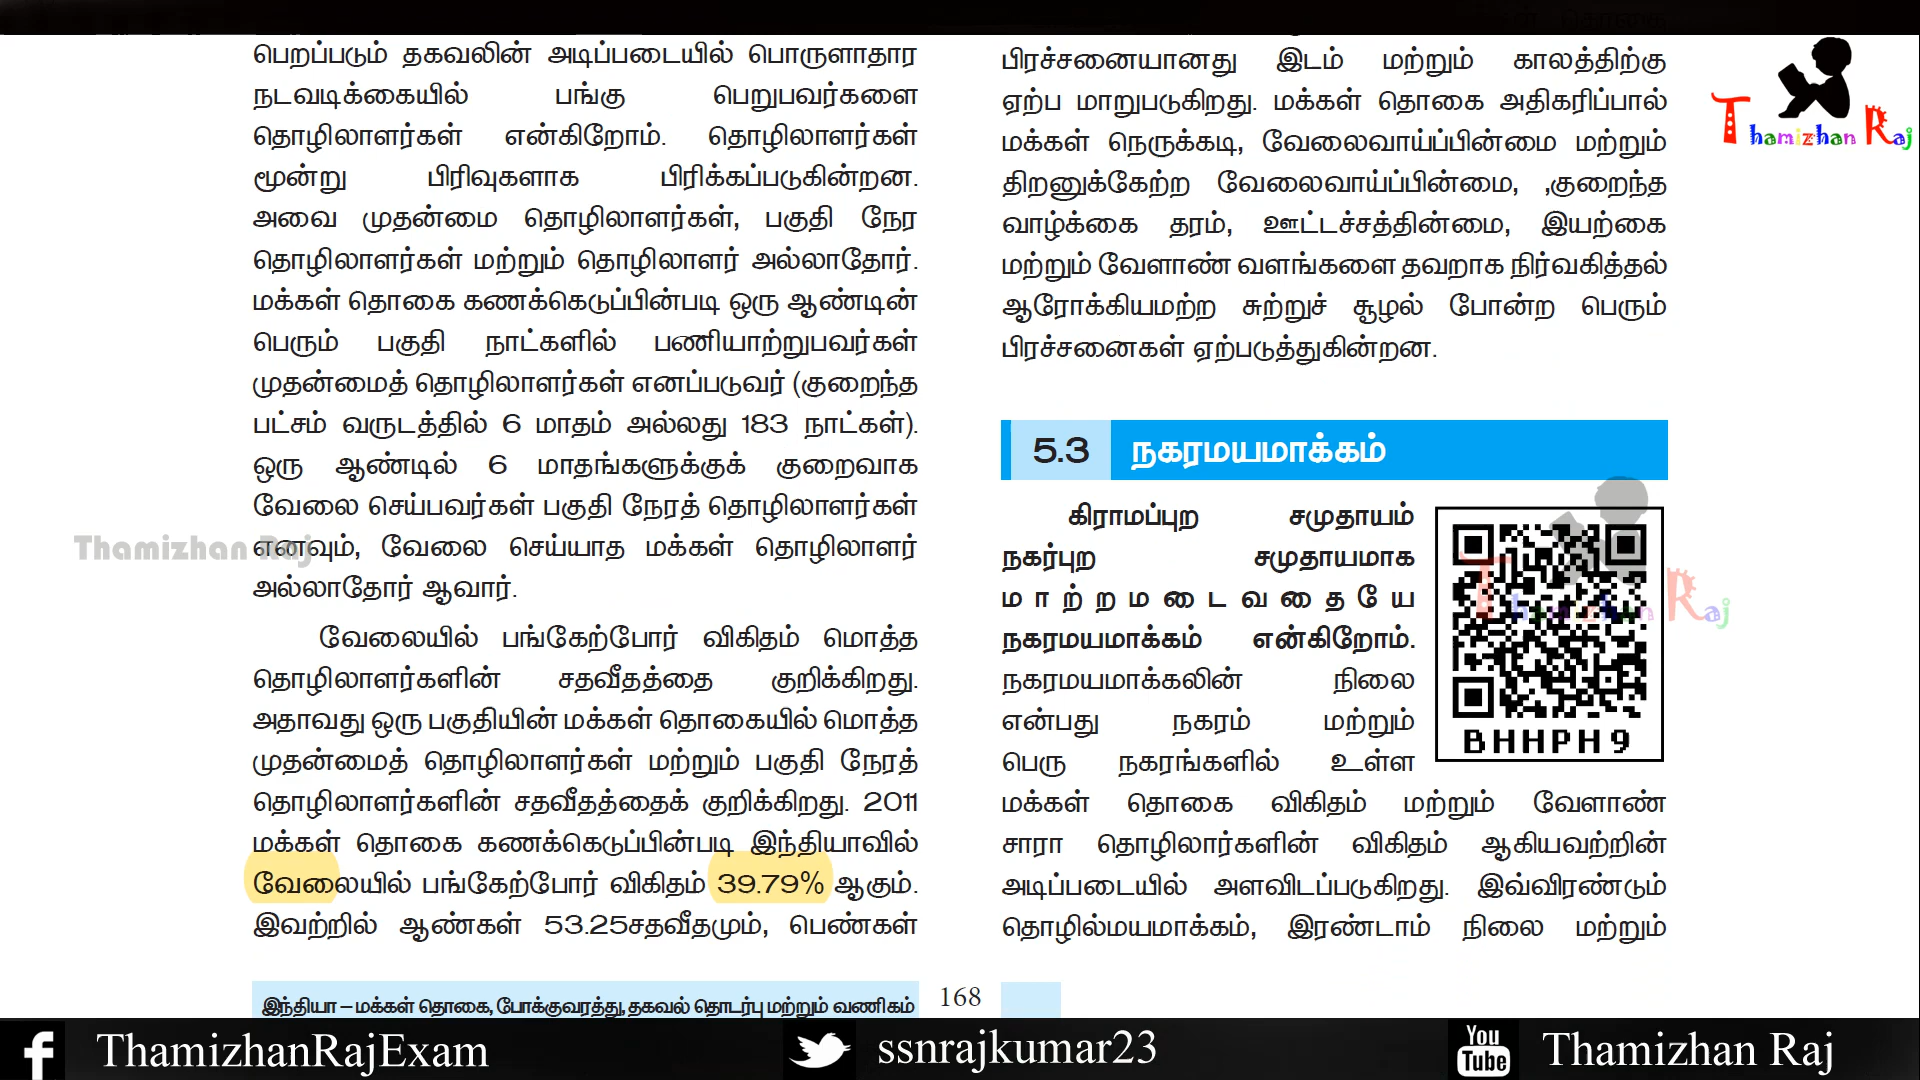 பெறப்படும் தகவலின் அடிப்படையில் பொருளாதார
நடவடிக்கையில் பங்கு பெறுபவர்களை
தொழிலாளர்கள் என்கிறோம். தொழிலாளர்கள்
மூன்று பிரிவுகளாக பிரிக்கப்படுகின்றன.
அவை முதன்மை தொழிலாளர்கள், பகுதி நேர
தொழிலாளர்கள் மற்றும் தொழிலாளர் அல்லாதோர்.
மக்கள் தொகை கணக்கெடுப்பின்படி ஒரு ஆண்டின்
பெரும் பகுதி நாட்களில் பணியாற்றுபவர்கள்
முதன்மைத் தொழிலாளர்கள் எனப்படுவர் (குறைந்த
பட்சம் வருடத்தில் 6 மாதம் அல்லது 183 நாட்கள்).
ஒரு ஆண்டில் 6 மாதங்களுக்குக் குறைவாக
வேலை செய்பவர்கள் பகுதி நேரத் தொழிலாளர்கள்
எனவும், வேலை செய்யாத மக்கள் தொழிலாளர்
அல்லாதோர் ஆவார்.
வேலையில் பங்கேற்போர் விகிதம் மொத்த
தொழிலாளர்களின் சதவீதத்தை குறிக்கிறது.
அதாவது ஒரு பகுதியின் மக்கள் தொகையில் மொத்த
முதன்மைத் தொழிலாளர்கள் மற்றும் பகுதி நேரத்
தொழிலாளர்களின் சதவீதத்தைக் குறிக்கிறது. 2011
மக்கள் தொகை கணக்கெடுப்பின்படி இந்தியாவில்
வேலையில் பங்கேற்போர் விகிதம் 39.79% ஆகும்.
இவற்றில் ஆண்கள் 53.25சதவீதமும், பெண்கள்
பிரச்சனையானது இடம் மற்றும் காலத்திற்கு
ஏற்ப மாறுபடுகிறது. மக்கள் தொகை அதிகரிப்பால்
மக்கள் நெருக்கடி, வேலைவாய்ப்பின்மை மற்றும்
திறனுக்கேற்ற வேலைவாய்ப்பின்மை, ,குறைந்த
வாழ்க்கை தரம், ஊட்டச்சத்தின்மை, இயற்கை
மற்றும் வேளாண் வளங்களை தவறாக நிர்வகித்தல்
ஆரோக்கியமற்ற சுற்றுச் சூழல் போன்ற பெரும்
பிரச்சனைகள் ஏற்படுத்துகின்றன.
5.3 நகரமயமாக்கம்
கிராமப்புற சமுதாயம்
நகர்புற சமுதாயமாக
மாற்றமடைவதையே
நகரமயமாக்கம் என்கிறோம்.
நகரமயமாக்கலின் நிலை
என்பது நகரம் மற்றும்
பெரு நகரங்களில் உள்ள
மக்கள் தொகை விகிதம் மற்றும் வேளாண்
சாரா தொழிலார்களின் விகிதம் ஆகியவற்றின்
அடிப்படையில் அளவிடப்படுகிறது. இவ்விரண்டும்
தொழில்மயமாக்கம், இரண்டாம் நிலை மற்றும்
BHHPH9
Thamizhan Raj
Thamizhan Raj
Thamizhan Raj
இந்தியா – மக்கள் தொகை, போக்குவரத்து, தகவல் தொடர்பு மற்றும் வணிகம்
168
ThamizhanRajExam
ssnrajkumar23
You Tube
Thamizhan Raj